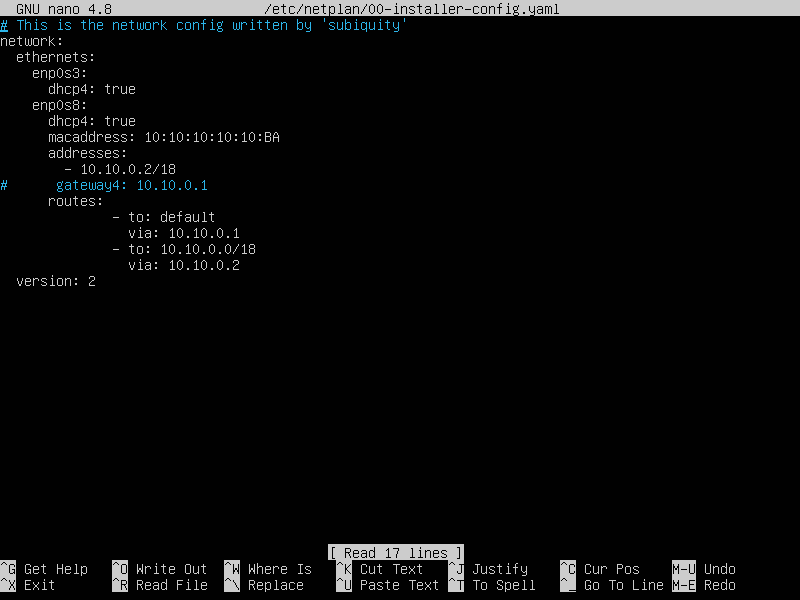 GNU nano 4.8 /etc/netplan/00-installer-config.yaml
# This is the network config written by 'subiquity'
network:
  ethernets:
    enp0s3:
      dhcp4: true
    enp0s8:
      dhcp4: true
      macaddress: 10:10:10:10:10:BA
      addresses:
        - 10.10.0.2/18
#      gateway4: 10.10.0.1
      routes:
              - to: default
                via: 10.10.0.1
              - to: 10.10.0.0/18
                via: 10.10.0.2
  version: 2
[ Read 17 lines ]
^G Get Help ^O Write Out ^W Where Is ^K Cut Text ^J Justify ^C Cur Pos M-U Undo
^X Exit ^R Read File ^\ Replace ^U Paste Text ^T To Spell ^_ Go To Line M-E Redo